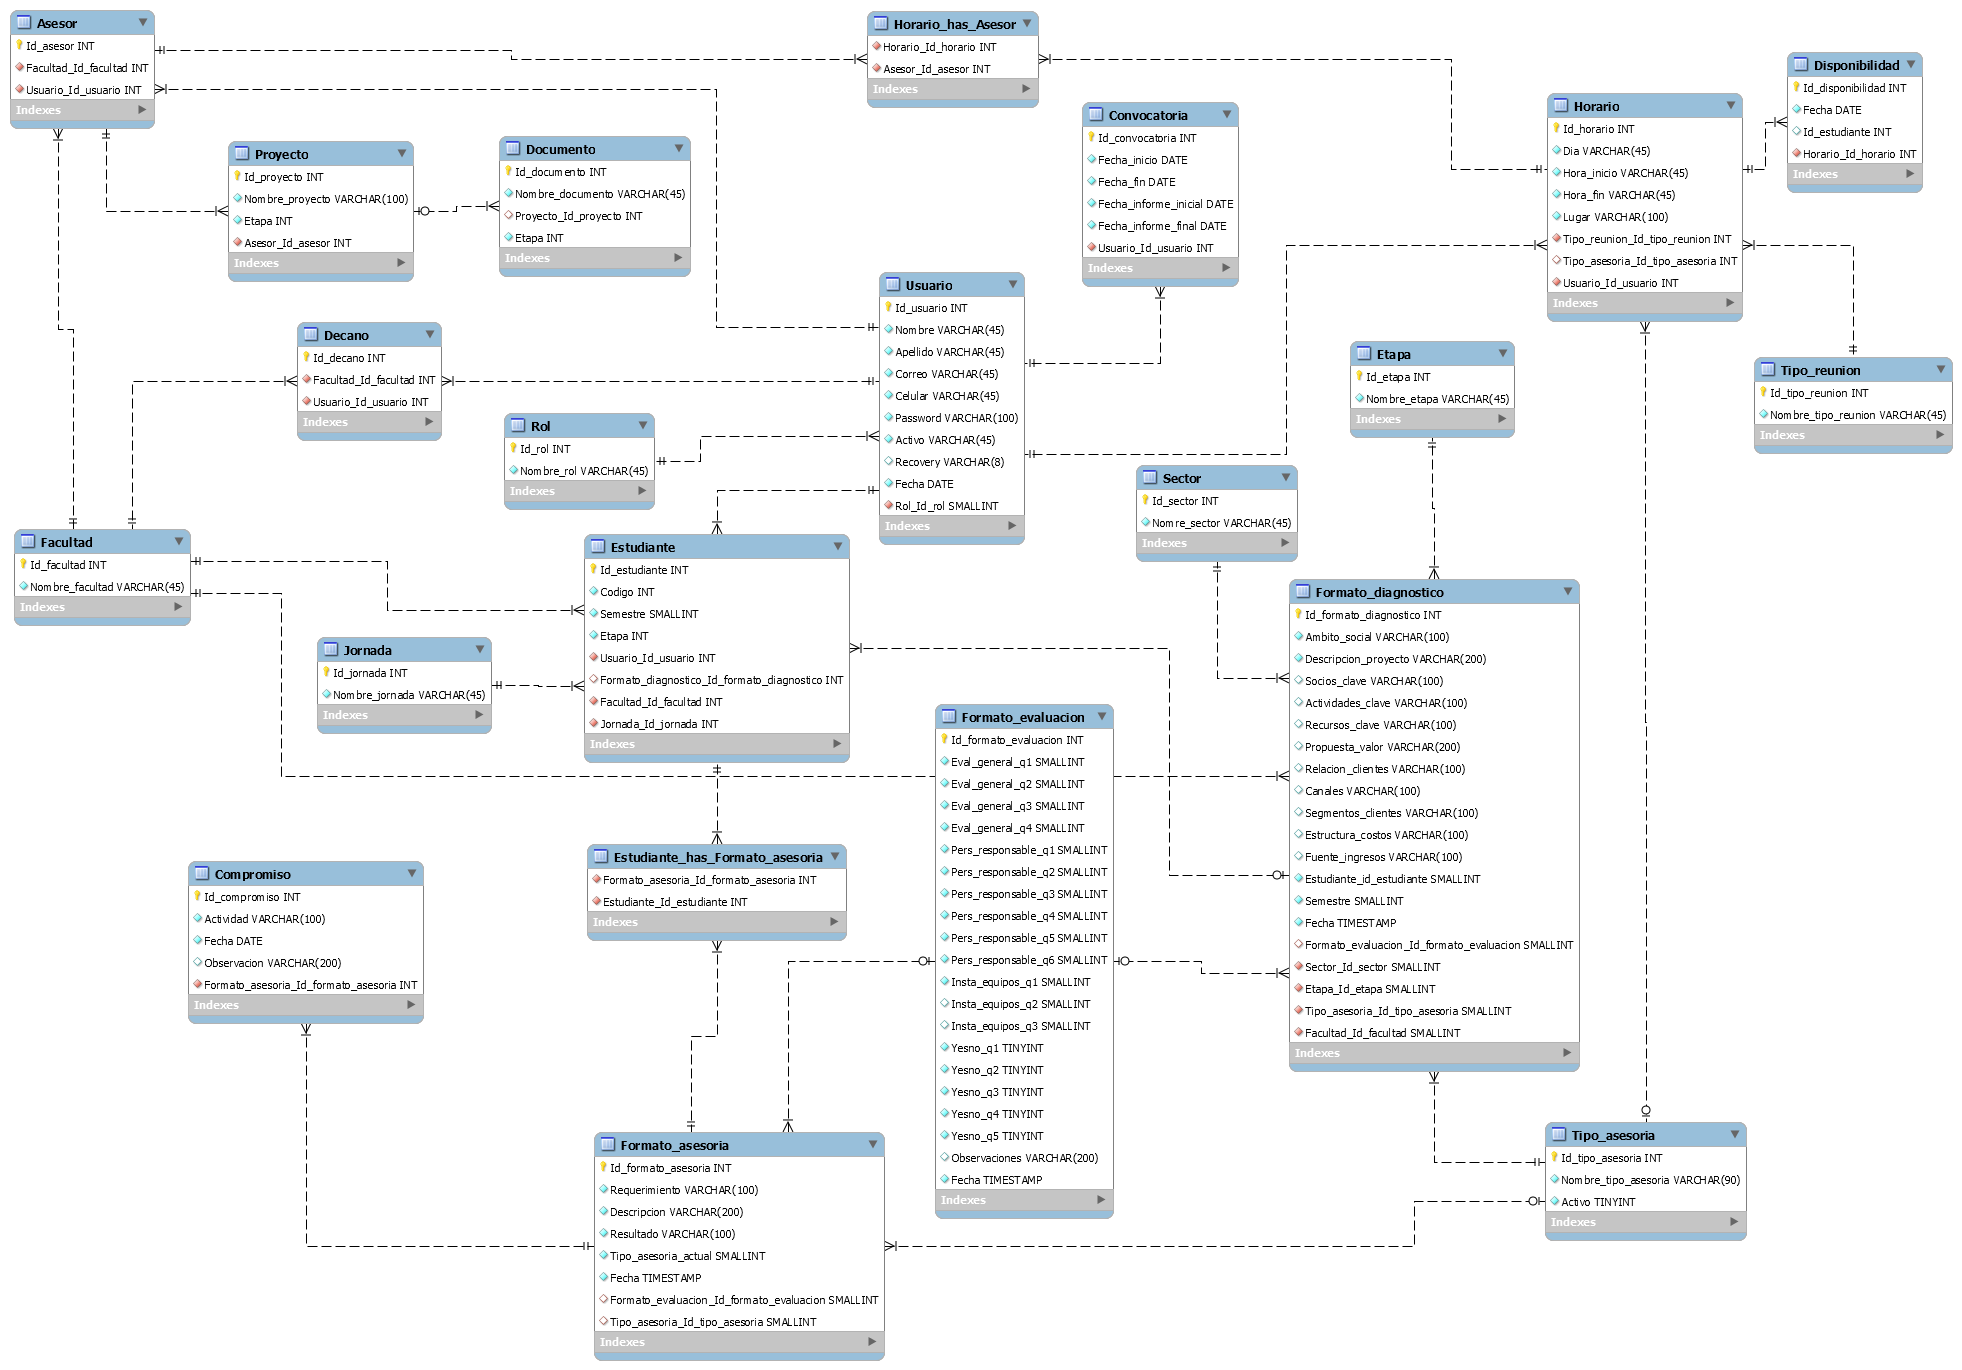 Asesor
Id_asesor INT
Facultad_Id_facultad INT
Usuario_Id_usuario INT
Indexes
Horario_has_Asesor
Horario_Id_horario INT
Asesor_Id_asesor INT
Indexes
Disponibilidad
Id_disponibilidad INT
Fecha DATE
Id_estudiante INT
Horario_Id_horario INT
Indexes
Horario
Id_horario INT
Dia VARCHAR(45)
Hora_inicio VARCHAR(45)
Hora_fin VARCHAR(45)
Lugar VARCHAR(100)
Tipo_reunion_Id_tipo_reunion INT
Tipo_asesoria_Id_tipo_asesoria INT
Usuario_Id_usuario INT
Indexes
Convocatoria
Id_convocatoria INT
Fecha_inicio DATE
Fecha_fin DATE
Fecha_informe_inicial DATE
Fecha_informe_final DATE
Usuario_Id_usuario INT
Indexes
Proyecto
Id_proyecto INT
Nombre_proyecto VARCHAR(100)
Etapa INT
Asesor_Id_asesor INT
Indexes
Documento
Id_documento INT
Nombre_documento VARCHAR(45)
Proyecto_Id_proyecto INT
Etapa INT
Indexes
Usuario
Id_usuario INT
Nombre VARCHAR(45)
Apellido VARCHAR(45)
Correo VARCHAR(45)
Celular VARCHAR(45)
Password VARCHAR(100)
Activo VARCHAR(45)
Recovery VARCHAR(8)
Fecha DATE
Rol_Id_rol SMALLINT
Indexes
Decano
Id_decano INT
Facultad_Id_facultad INT
Usuario_Id_usuario INT
Indexes
Etapa
Id_etapa INT
Nombre_etapa VARCHAR(45)
Indexes
Tipo_reunion
Id_tipo_reunion INT
Nombre_tipo_reunion VARCHAR(45)
Indexes
Rol
Id_rol INT
Nombre_rol VARCHAR(45)
Indexes
Sector
Id_sector INT
Nomre_sector VARCHAR(45)
Indexes
Facultad
Id_facultad INT
Nombre_facultad VARCHAR(45)
Indexes
Estudiante
Id_estudiante INT
Codigo INT
Semestre SMALLINT
Etapa INT
Usuario_Id_usuario INT
Formato_diagnostico_Id_formato_diagnostico INT
Facultad_Id_facultad INT
Jornada_Id_jornada INT
Indexes
Formato_diagnostico
Id_formato_diagnostico INT
Ambito_social VARCHAR(100)
Descripcion_proyecto VARCHAR(200)
Socios_clave VARCHAR(100)
Actividades_clave VARCHAR(100)
Recursos_clave VARCHAR(100)
Propuesta_valor VARCHAR(200)
Relacion_clientes VARCHAR(100)
Canales VARCHAR(100)
Segmentos_clientes VARCHAR(100)
Estructura_costos VARCHAR(100)
Fuente_ingresos VARCHAR(100)
Estudiante_id_estudiante SMALLINT
Semestre SMALLINT
Fecha TIMESTAMP
Formato_evaluacion_Id_formato_evaluacion SMALLINT
Sector_Id_sector SMALLINT
Etapa_Id_etapa SMALLINT
Tipo_asesoria_Id_tipo_asesoria SMALLINT
Facultad_Id_facultad SMALLINT
Indexes
Jornada
Id_jornada INT
Nombre_jornada VARCHAR(45)
Indexes
Formato_evaluacion
Id_formato_evaluacion INT
Eval_general_q1 SMALLINT
Eval_general_q2 SMALLINT
Eval_general_q3 SMALLINT
Eval_general_q4 SMALLINT
Pers_responsable_q1 SMALLINT
Pers_responsable_q2 SMALLINT
Pers_responsable_q3 SMALLINT
Pers_responsable_q4 SMALLINT
Pers_responsable_q5 SMALLINT
Pers_responsable_q6 SMALLINT
Insta_equipos_q1 SMALLINT
Insta_equipos_q2 SMALLINT
Insta_equipos_q3 SMALLINT
Yesno_q1 TINYINT
Yesno_q2 TINYINT
Yesno_q3 TINYINT
Yesno_q4 TINYINT
Yesno_q5 TINYINT
Observaciones VARCHAR(200)
Fecha TIMESTAMP
Indexes
Estudiante_has_Formato_asesoria
Formato_asesoria_Id_formato_asesoria INT
Estudiante_Id_estudiante INT
Indexes
Compromiso
Id_compromiso INT
Actividad VARCHAR(100)
Fecha DATE
Observacion VARCHAR(200)
Formato_asesoria_Id_formato_asesoria INT
Indexes
Formato_asesoria
Id_formato_asesoria INT
Requerimiento VARCHAR(100)
Descripcion VARCHAR(200)
Resultado VARCHAR(100)
Tipo_asesoria_actual SMALLINT
Fecha TIMESTAMP
Formato_evaluacion_Id_formato_evaluacion SMALLINT
Tipo_asesoria_Id_tipo_asesoria SMALLINT
Indexes
Tipo_asesoria
Id_tipo_asesoria INT
Nombre_tipo_asesoria VARCHAR(90)
Activo TINYINT
Indexes